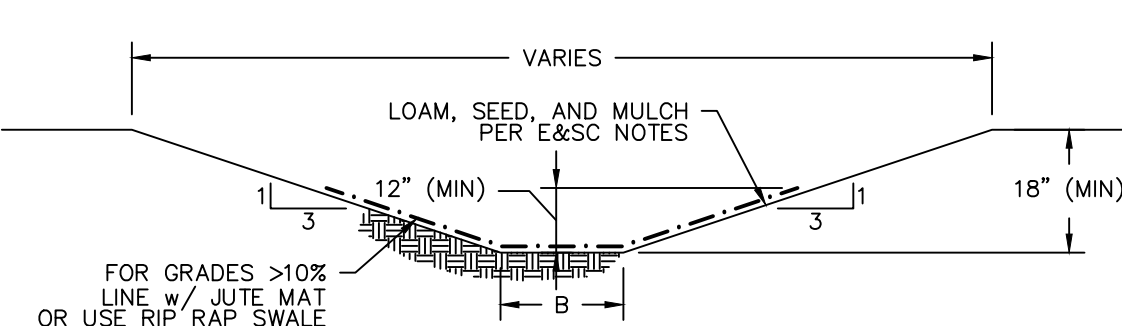 VARIES
LOAM, SEED, AND MULCH
PER E&SC NOTES
12" (MIN)
18" (MIN)
1
3
3
1
FOR GRADES >10%
LINE w/ JUTE MAT
OR USE RIP RAP SWALE
B